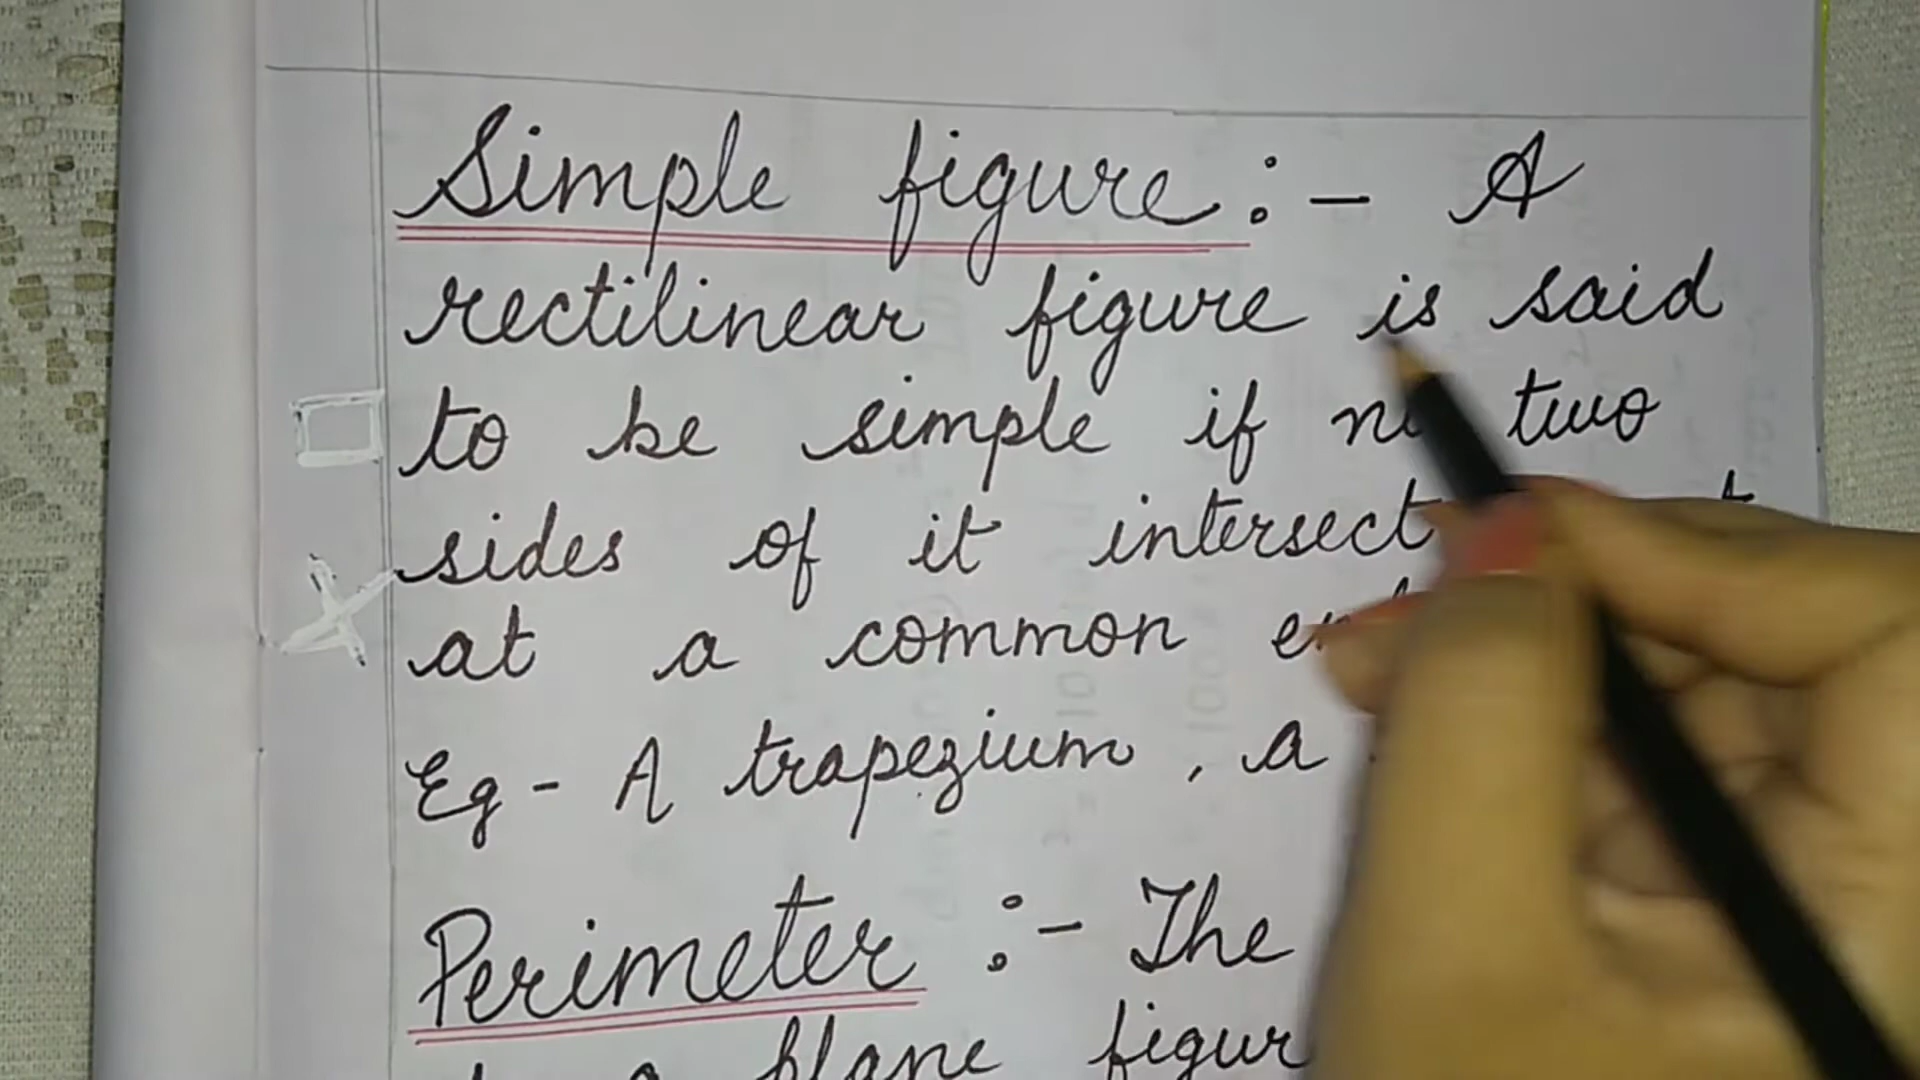 Simple figure :- A
rectilinear figure is said
to be simple if two
sides of it intersect
at a common
Eg - A trapezium , a
Perimeter :- The
a plane